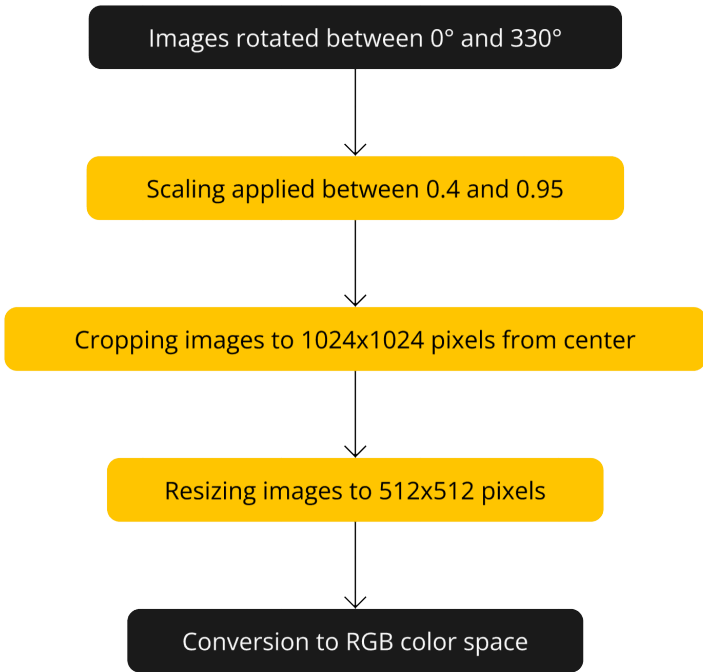 Images rotated between 0° and 330°
Scaling applied between 0.4 and 0.95
Cropping images to 1024x1024 pixels from center
Resizing images to 512x512 pixels
Conversion to RGB color space